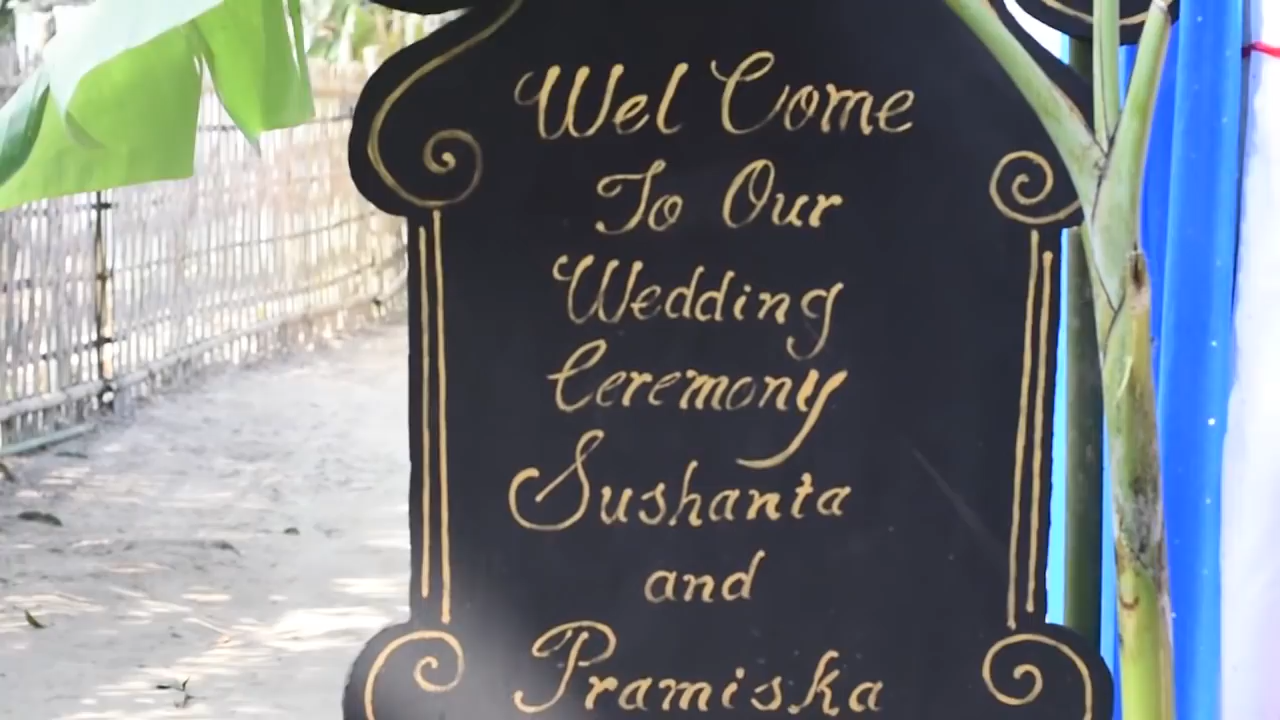 Wel Come
To Our
Wedding
Ceremony
Sushanta
and
Pramiska